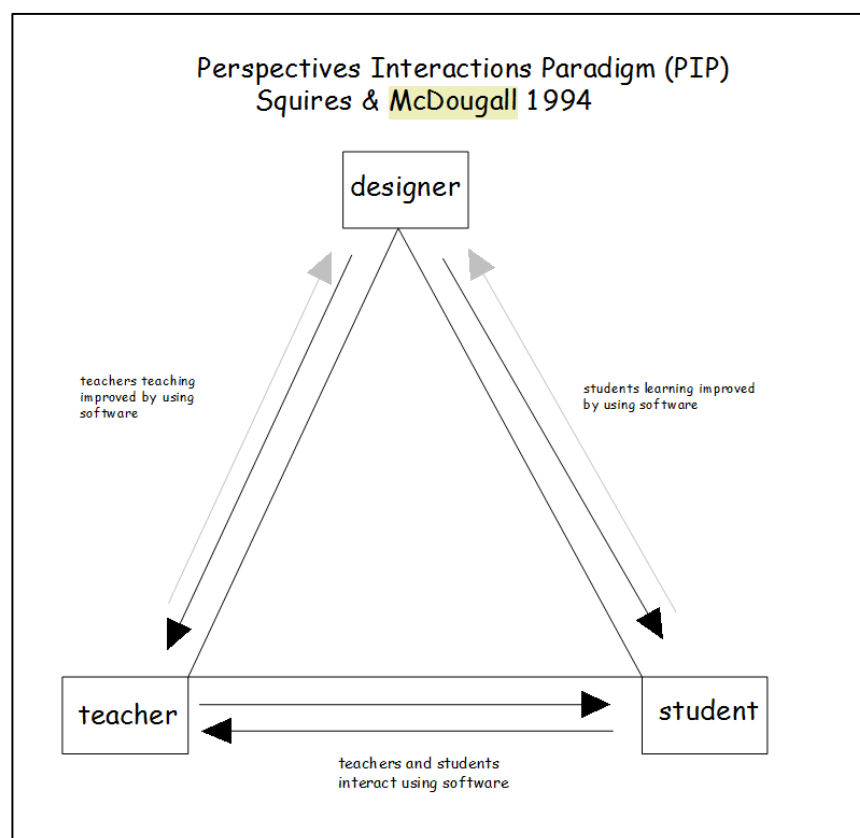 Perspectives Interactions Paradigm (PIP)
Squires & McDougall 1994
designer
teachers teaching
improved by using
software
students learning improved
by using software
teacher
student
teachers and students
interact using software